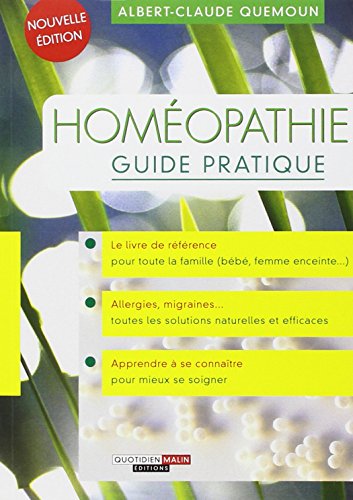 NOUVELLE
ÉDITION
ALBERT-CLAUDE QUEMOUN
HOMÉOPATHIE
GUIDE PRATIQUE
Le livre de référence
pour toute la famille (bébé, femme enceinte...)
Allergies, migraines...
toutes les solutions naturelles et efficaces
Apprendre à se connaître
pour mieux se soigner
QUOTIDIEN MALIN
ÉDITIONS